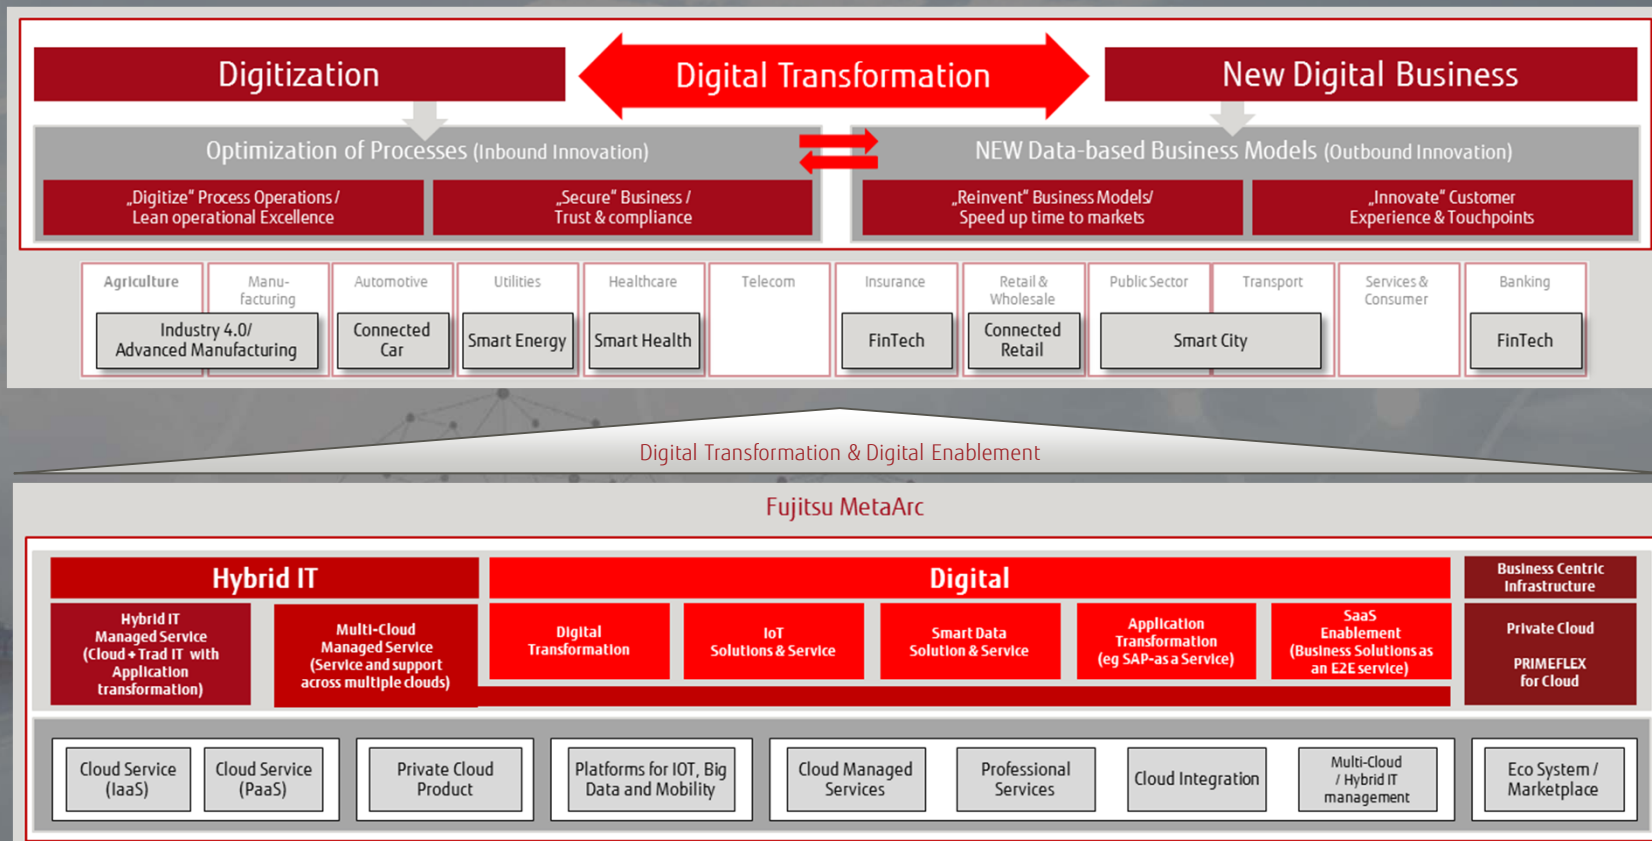 Digitization
Digital Transformation
New Digital Business
Optimization of Processes (Inbound Innovation)
NEW Data-based Business Models (Outbound Innovation)
„Digitize“ Process Operations /
Lean operational Excellence
„Secure“ Business /
Trust & compliance
„Reinvent“ Business Models/
Speed up time to markets
„Innovate“ Customer
Experience & Touchpoints
Agriculture
Manu-
facturing
Automotive
Utilities
Healthcare
Telecom
Insurance
Retail &
Wholesale
Public Sector
Transport
Services &
Consumer
Banking
Industry 4.0/
Advanced Manufacturing
Connected
Car
Smart Energy
Smart Health
FinTech
Connected
Retail
Smart City
FinTech
Digital Transformation & Digital Enablement
Fujitsu MetaArc
Hybrid IT
Digital
Business Centric
Infrastructure
Hybrid IT
Managed Service
(Cloud + Trad IT with
Application
transformation)
Multi-Cloud
Managed Service
(Service and support
across multiple clouds)
Digital
Transformation
IoT
Solutions & Service
Smart Data
Solution & Service
Application
Transformation
(eg SAP-as a Service)
SaaS
Enablement
(Business Solutions as
an E2E service)
Private Cloud
PRIMEFLEX
for Cloud
Cloud Service
(IaaS)
Cloud Service
(PaaS)
Private Cloud
Product
Platforms for IOT, Big
Data and Mobility
Cloud Managed
Services
Professional
Services
Cloud Integration
Multi-Cloud
/ Hybrid IT
management
Eco System /
Marketplace